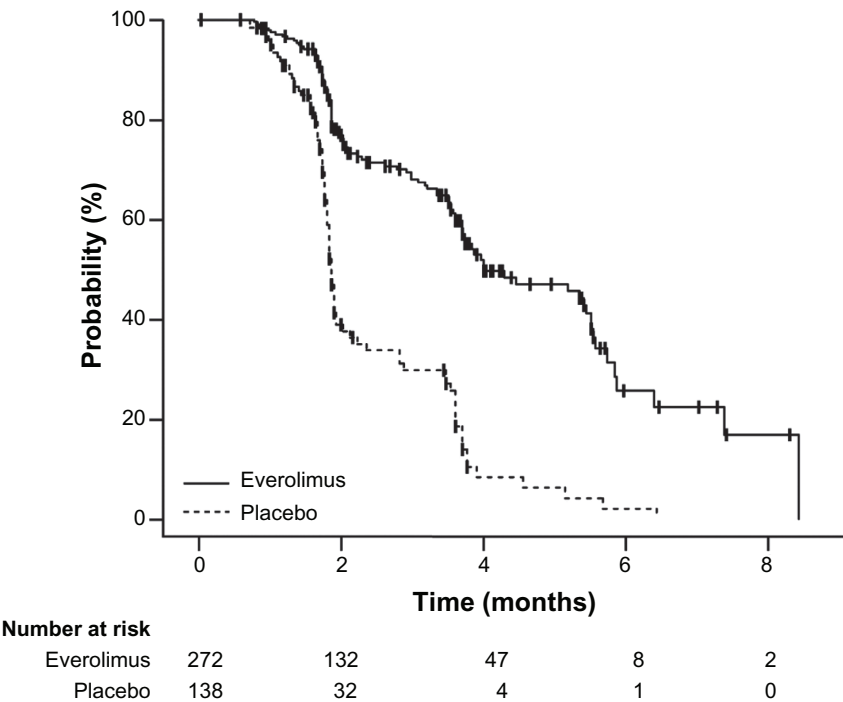 100
80
60
40
20
0
Probability (%)
Everolimus
Placebo
0 2 4 6 8
Time (months)
Number at risk
Everolimus 272 132 47 8 2
Placebo 138 32 4 1 0